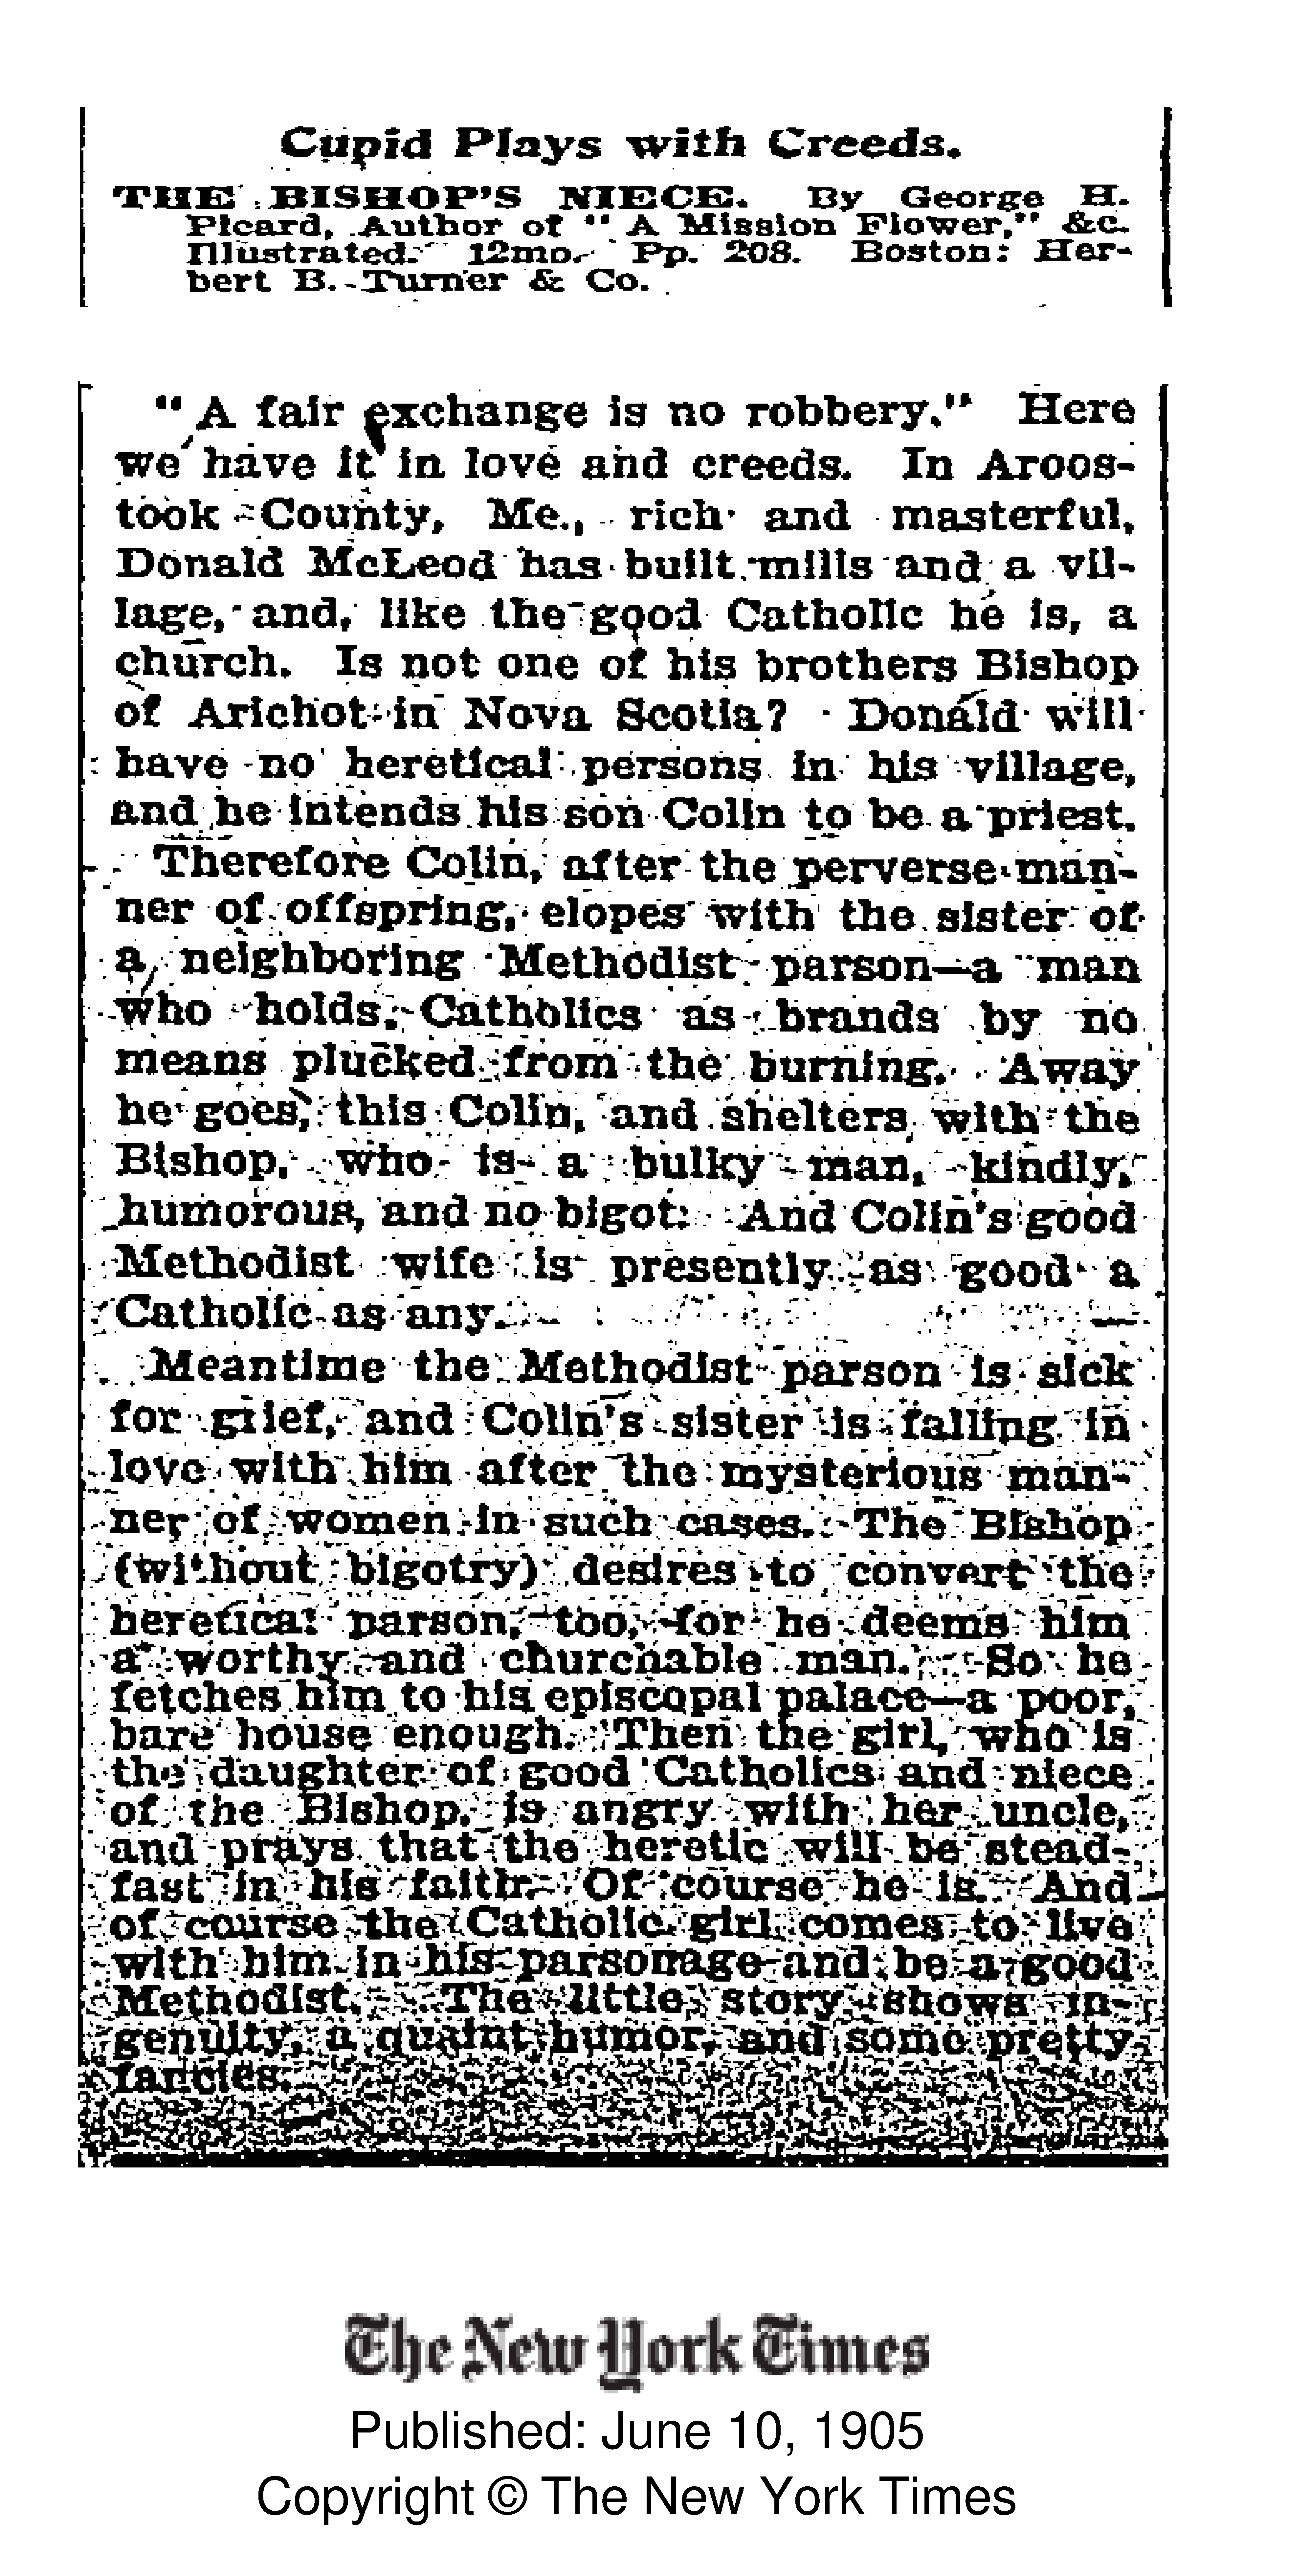 Cupid Plays with Creeds.
THE BISHOP'S NIECE. By George H.
Picard, Author of "A Mission Flower," &c.
Illustrated. 12mo. Pp. 208. Boston: Her-
bert B. Turner & Co.
"A fair exchange is no robbery." Here
we have it in love and creeds. In Aroos-
took County, Me., rich and masterful,
Donald McLeod has built mills and a vil-
lage, and, like the good Catholic he is, a
church. Is not one of his brothers Bishop
of Arichot in Nova Scotia? Donald will
have no heretical persons in his village,
and he intends his son Colin to be a priest.
Therefore Colin, after the perverse man-
ner of offspring, elopes with the sister of
a neighboring Methodist parson—a man
who holds Catholics as brands by no
means plucked from the burning. Away
he goes, this Colin, and shelters with the
Bishop, who is a bulky man, kindly,
humorous, and no bigot. And Colin's good
Methodist wife is presently as good a
Catholic as any.
Meantime the Methodist parson is sick
for grief, and Colin's sister is falling in
love with him after the mysterious man-
ner of women in such cases. The Bishop
(without bigotry) desires to convert the
heretical parson, too, for he deems him
a worthy and churchable man. So he
fetches him to his episcopal palace—a poor,
bare house enough. Then the girl, who is
the daughter of good Catholics and niece
of the Bishop, is angry with her uncle,
and prays that the heretic will be stead-
fast in his faith. Of course he is. And
of course the Catholic girl comes to live
with him in his parsonage and be a good
Methodist. The little story shows in-
genuity, a quaint humor, and some pretty
fancies.
The New York Times
Published: June 10, 1905
Copyright © The New York Times